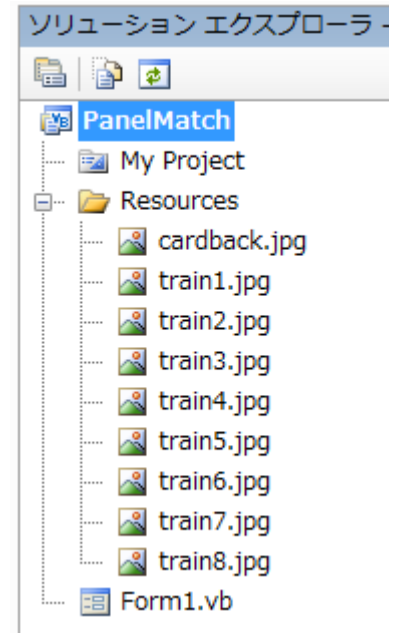 ソリューション エクスプローラ -
PanelMatch
My Project
Resources
cardback.jpg
train1.jpg
train2.jpg
train3.jpg
train4.jpg
train5.jpg
train6.jpg
train7.jpg
train8.jpg
Form1.vb